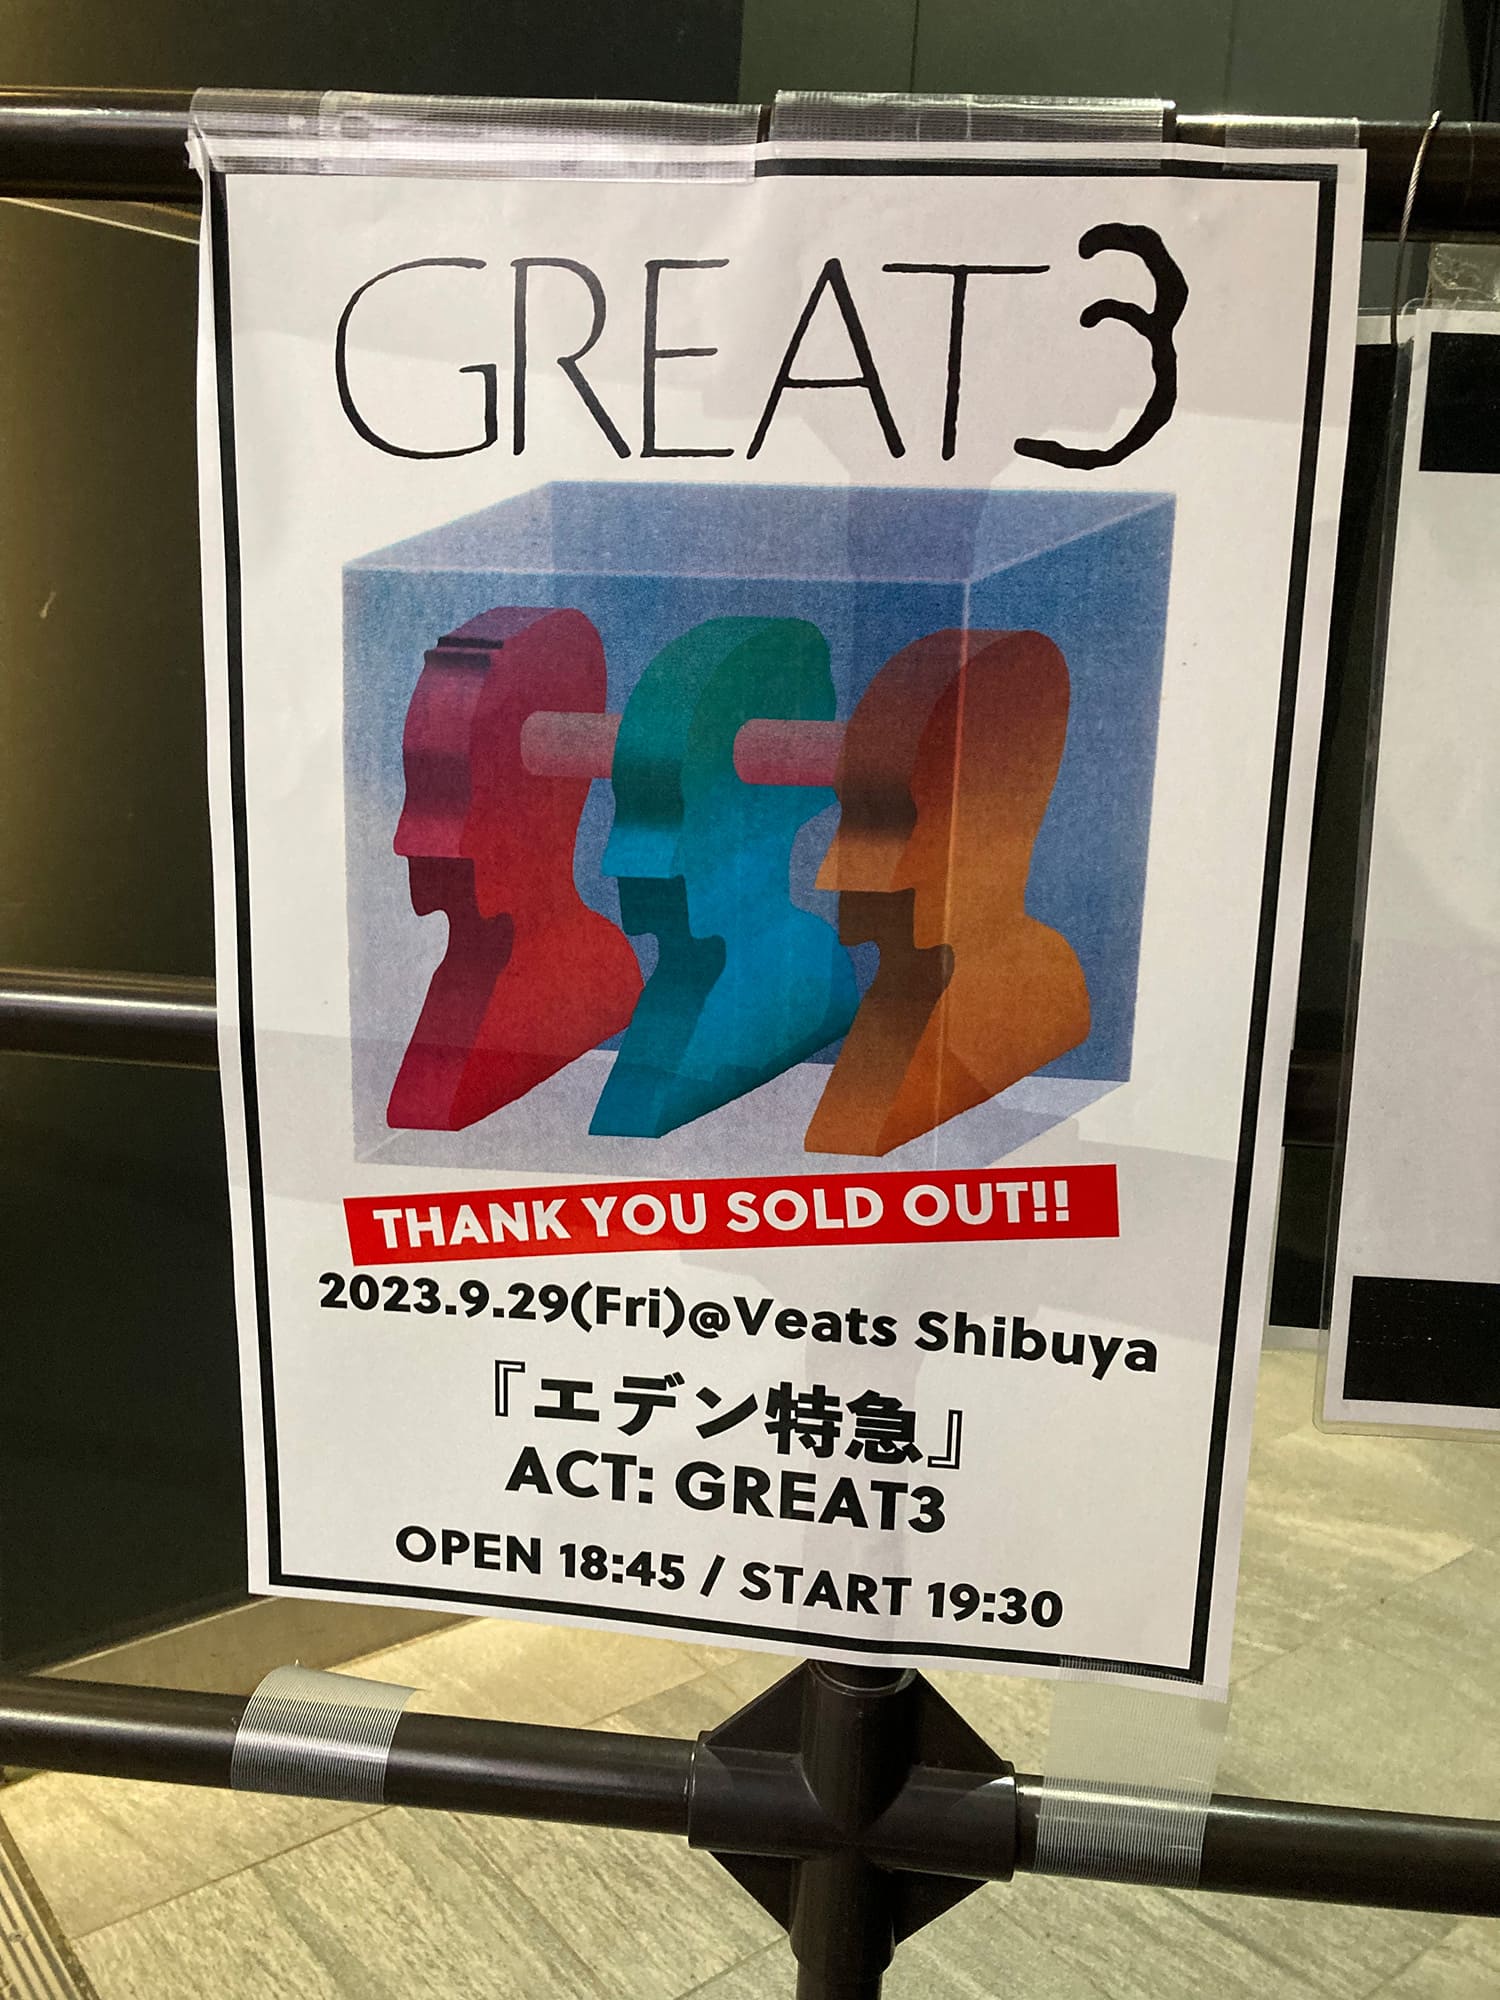 GREAT3
THANK YOU SOLD OUT!!
2023.9.29(Fri)@Veats Shibuya
『エデン特急』
ACT: GREAT3
OPEN 18:45 / START 19:30